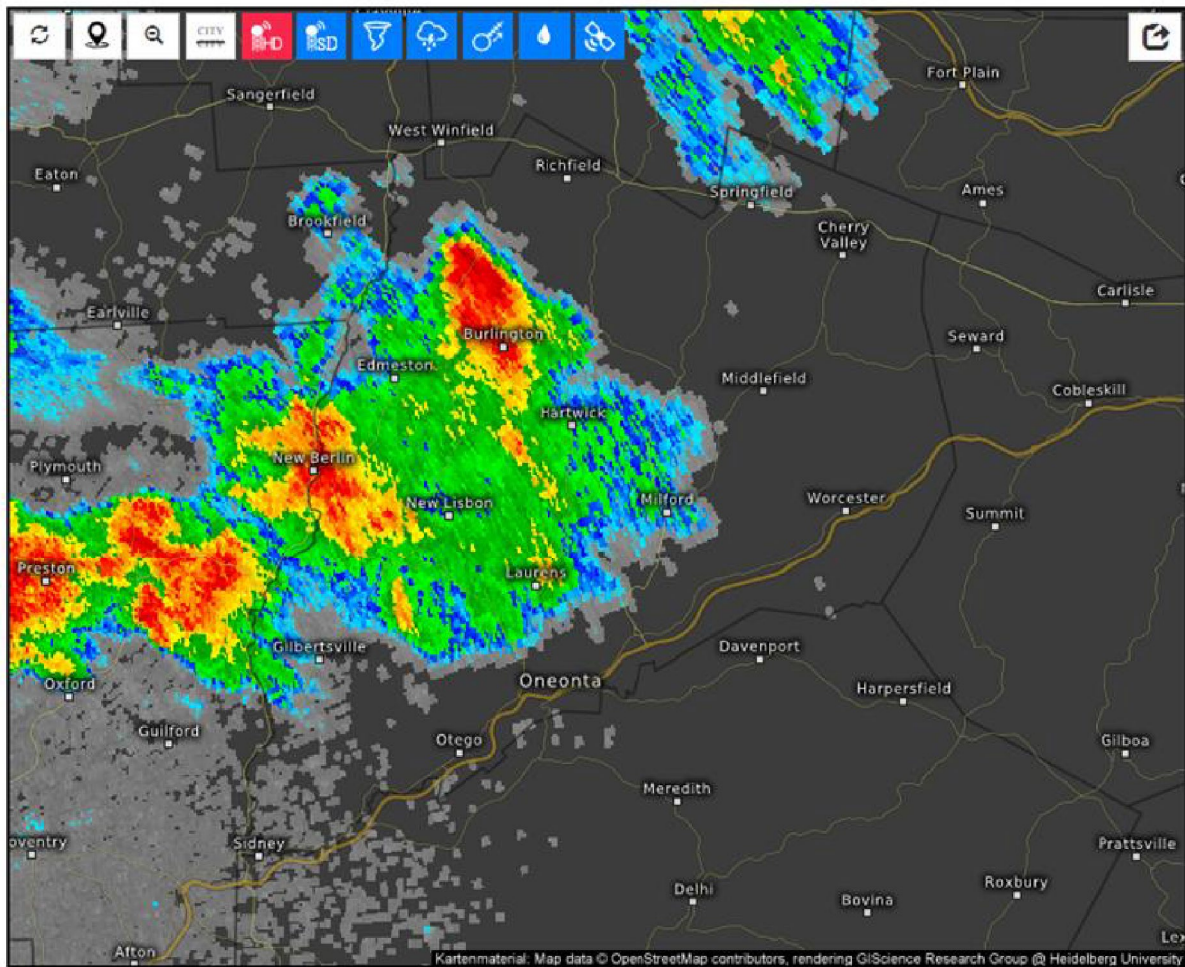 CITY
HD
SD
Fort Plain
Sangerfield
West Winfield
Richfield
Eaton
Springfield
Ames
Brookfield
Cherry
Valley
Carlisle
Earlville
Burlington
Seward
Edmeston
Middlefield
Cobleskill
Hartwick
New Berlin
Plymouth
New Lisbon
Milford
Worcester
Summit
Preston
Laurens
Gilbertsville
Davenport
Oneonta
Oxford
Harpersfield
Guilford
Otego
Gilboa
Meredith
oventry
Sidney
Prattsville
Delhi
Roxbury
Bovina
Lex
Afton
Kartenmaterial: Map data © OpenStreetMap contributors, rendering GIScience Research Group @ Heidelberg University